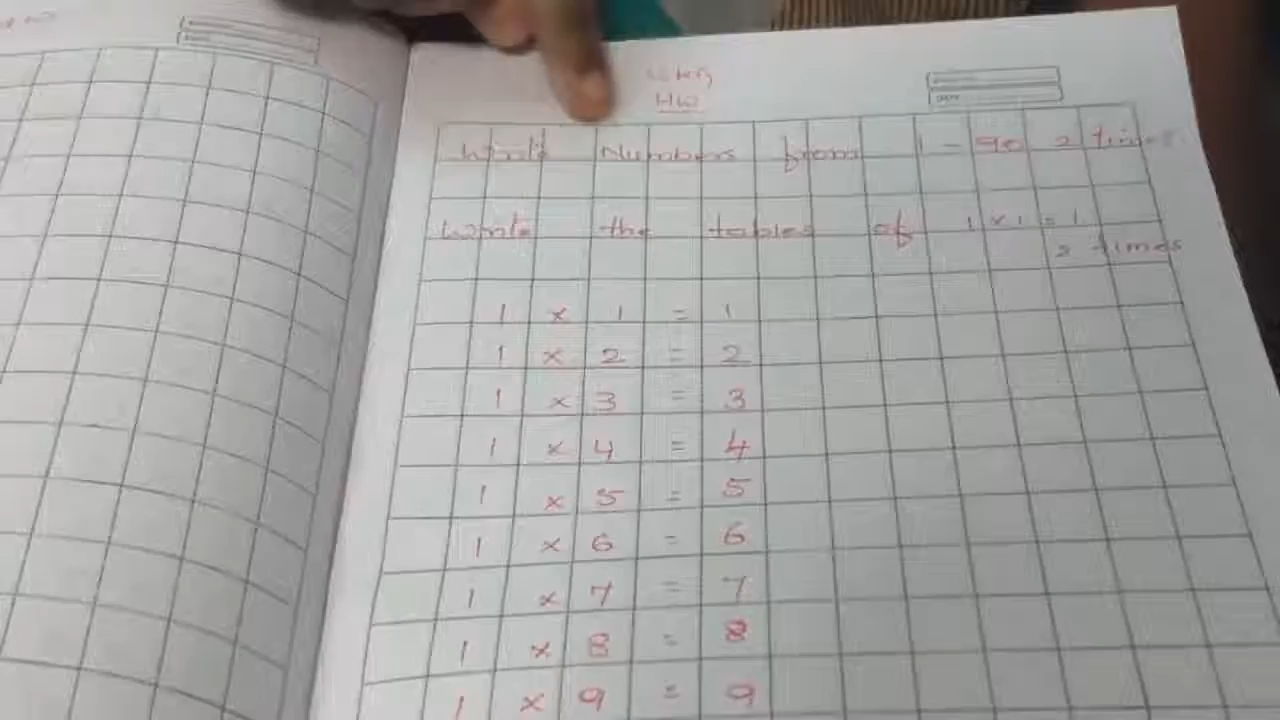 UKG
HW
Write Numbers from 1 - 90 2 times.
Write the tables of 1 x 1 = 1
2 times
1 x 1 = 1
1 x 2 = 2
1 x 3 = 3
1 x 4 = 4
1 x 5 = 5
1 x 6 = 6
1 x 7 = 7
1 x 8 = 8
1 x 9 = 9